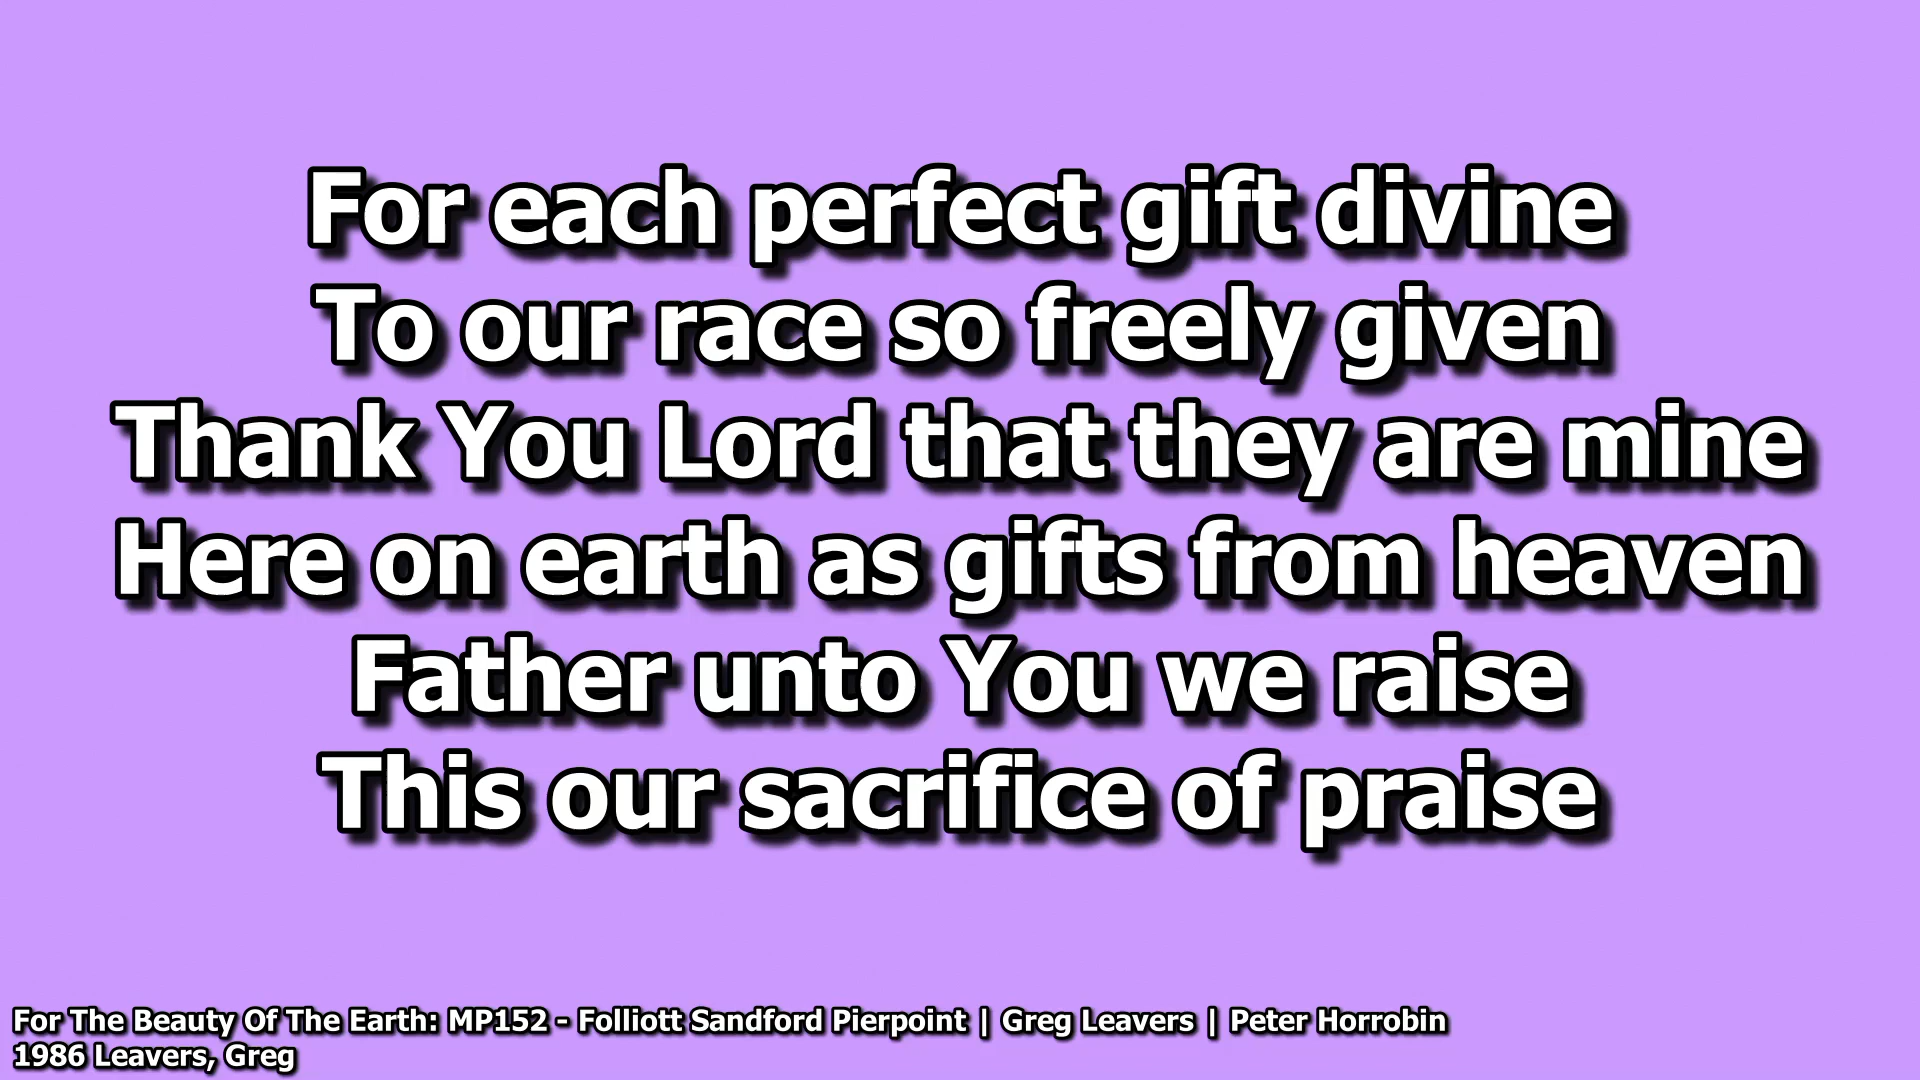 For each perfect gift divine
To our race so freely given
Thank You Lord that they are mine
Here on earth as gifts from heaven
Father unto You we raise
This our sacrifice of praise
For The Beauty Of The Earth: MP152 - Folliott Sandford Pierpoint | Greg Leavers | Peter Horrobin
1986 Leavers, Greg